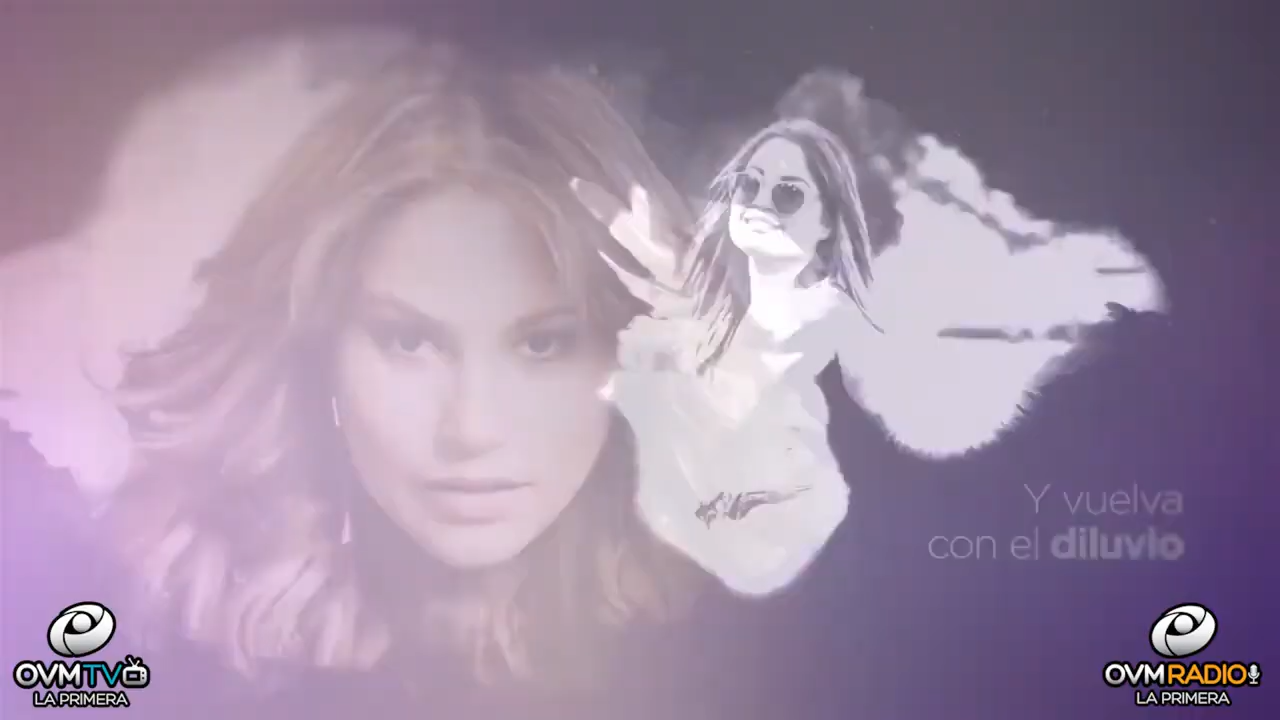 Y vuelva
con el diluvio
OVMTV
LA PRIMERA
OVMRADIO
LA PRIMERA